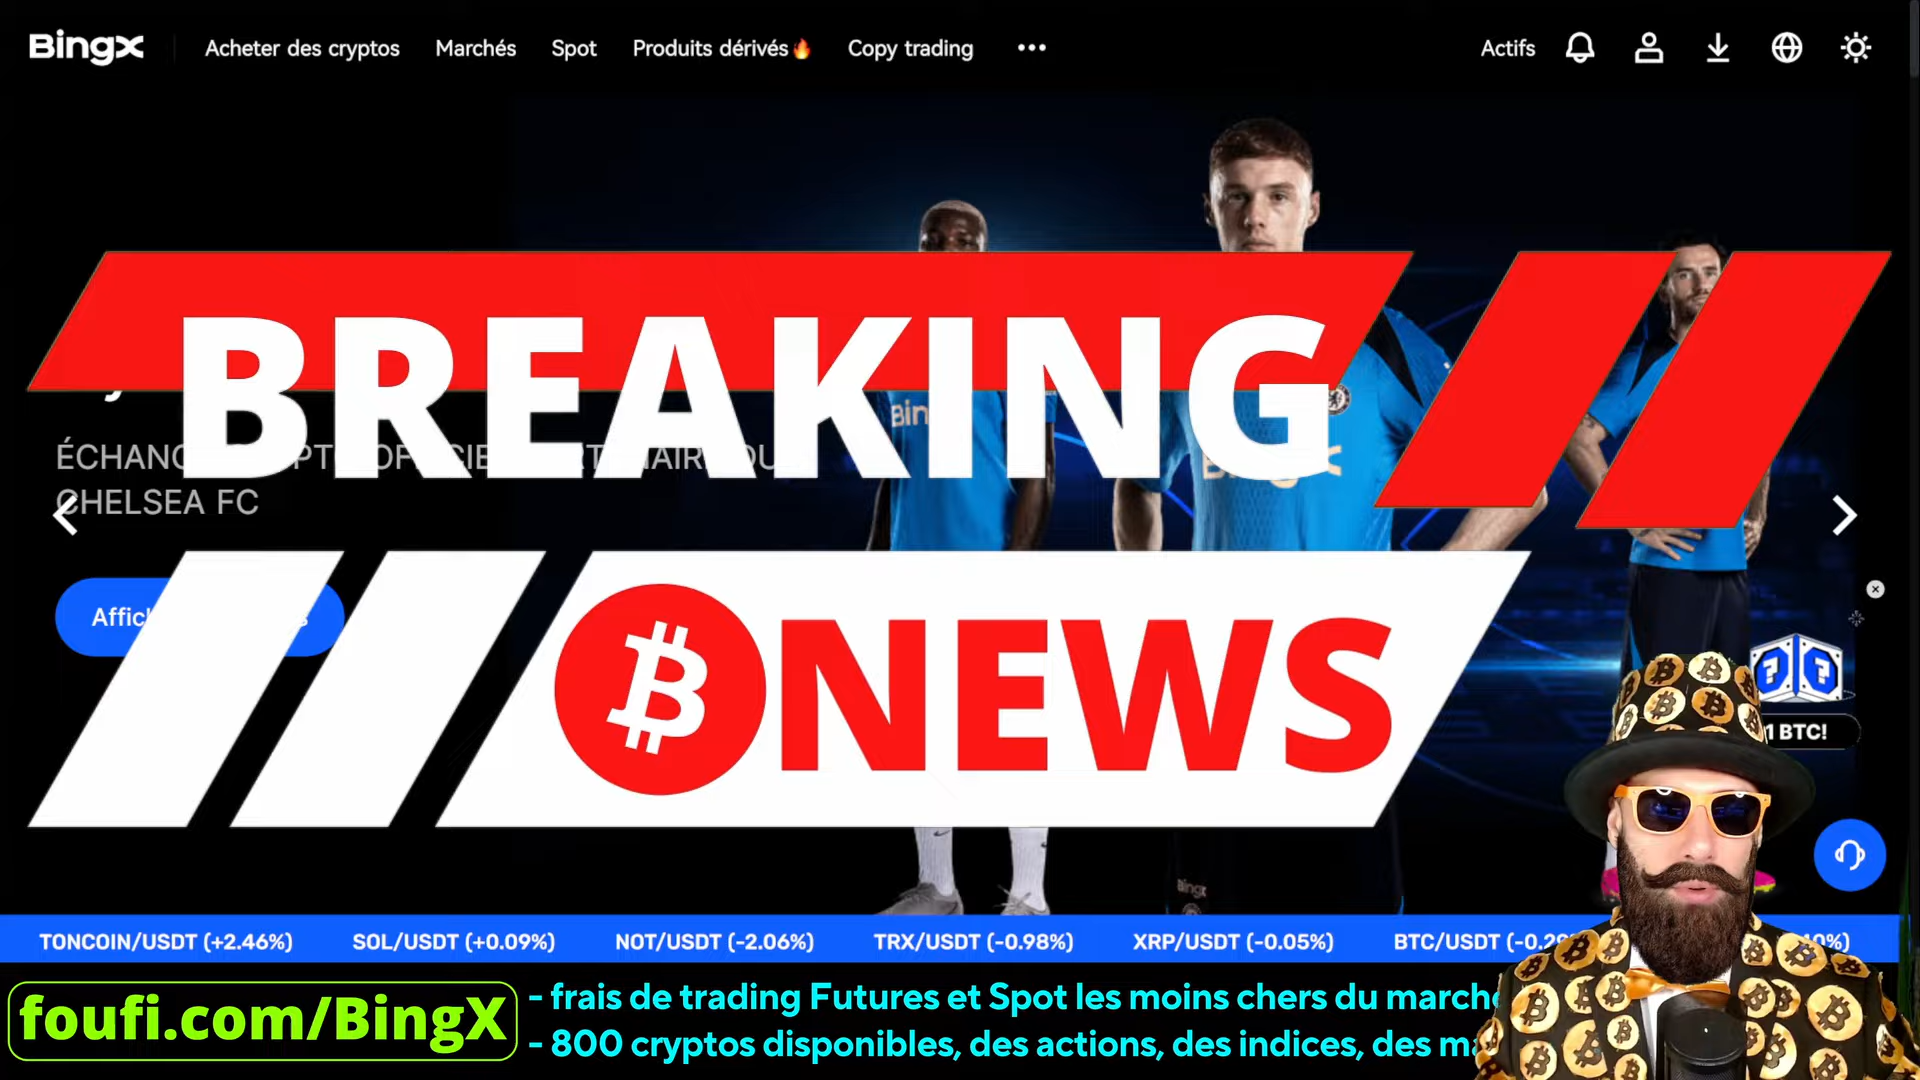 BingX
Acheter des cryptos Marchés Spot Produits dérivés Copy trading
Actifs
BREAKING
CHELSEA FC
NEWS
1 BTC!
BingX
TONCOIN/USDT (+2.46%) SOL/USDT (+0.09%) NOT/USDT (-2.06%) TRX/USDT (-0.98%) XRP/USDT (-0.05%) BTC/USDT
foufi.com/BingX
- frais de trading Futures et Spot les moins chers du
- 800 cryptos disponibles, des actions, des indices, des